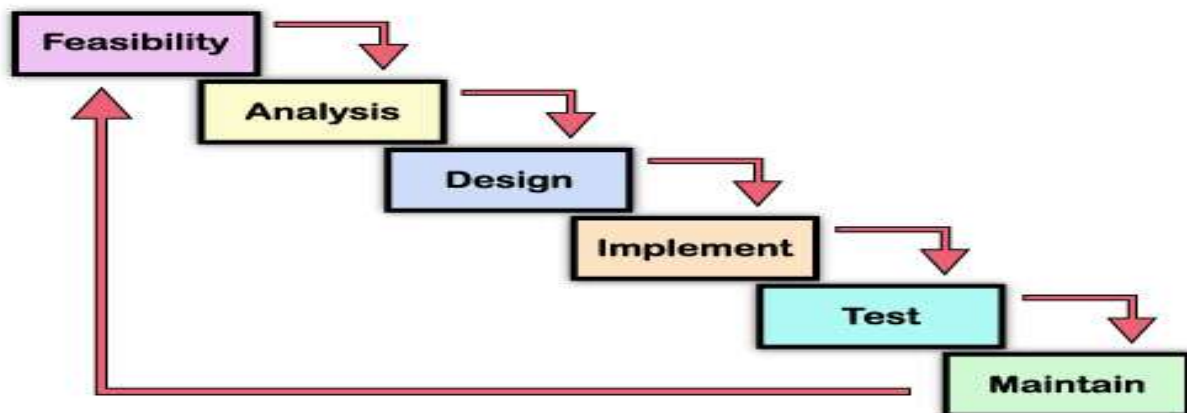 Feasibility
Analysis
Design
Implement
Test
Maintain